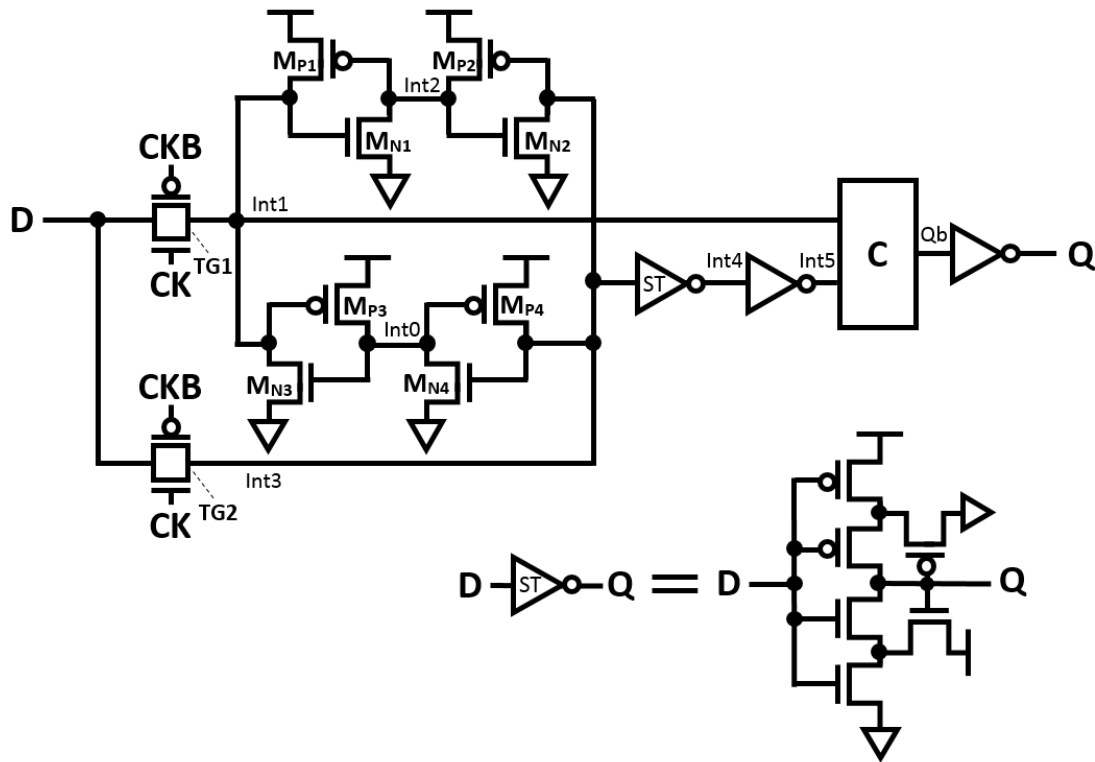 MP1
MP2
Int2
MN1
MN2
CKB
D
Int1
TG1
CK
Qb
C
Q
Int4
Int5
ST
MP3
MP4
Int0
MN3
MN4
CKB
Int3
TG2
CK
D ST Q = D Q